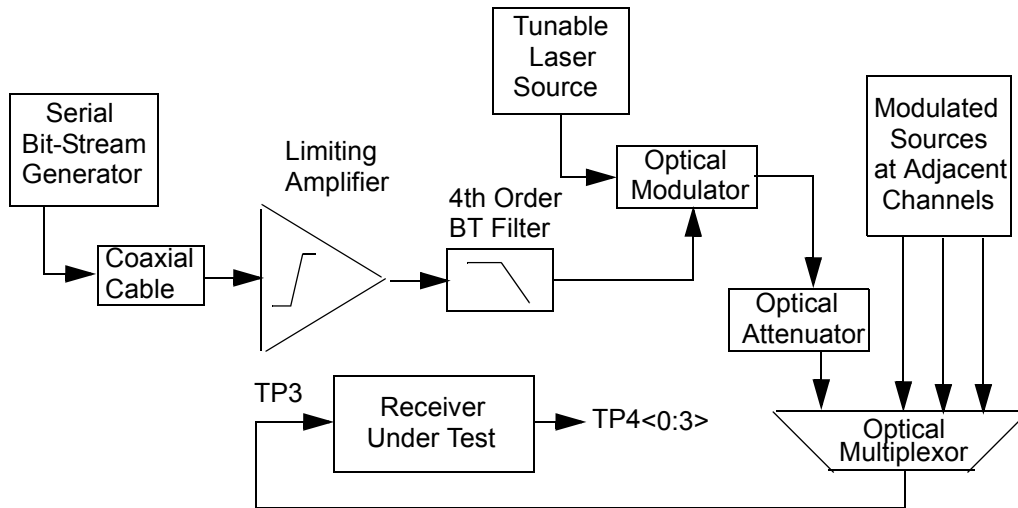 Tunable
Laser
Source
Serial
Bit-Stream
Generator
Modulated
Sources
at Adjacent
Channels
Limiting
Amplifier
Optical
Modulator
4th Order
BT Filter
Coaxial
Cable
Optical
Attenuator
TP3
Receiver
Under Test
TP4<0:3>
Optical
Multiplexor